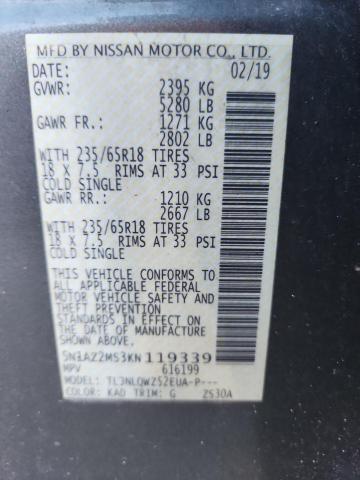 MFD BY NISSAN MOTOR CO., LTD.
DATE: 02/19
GVWR: 2395 KG
5280 LB
GAWR FR.: 1271 KG
2802 LB
WITH 235/65R18 TIRES
18 X 7.5 RIMS AT 33 PSI
COLD SINGLE
GAWR RR.: 1210 KG
2667 LB
WITH 235/65R18 TIRES
18 X 7.5 RIMS AT 33 PSI
COLD SINGLE
THIS VEHICLE CONFORMS TO
ALL APPLICABLE FEDERAL
MOTOR VEHICLE SAFETY AND
THEFT PREVENTION
STANDARDS IN EFFECT ON
THE DATE OF MANUFACTURE
SHOWN ABOVE.
5N1AZ2MS3KN119339
MPV 616199
MODEL: TL3NLQWZ52EUA-P---
COLOR: KAD TRIM: G ZS30A